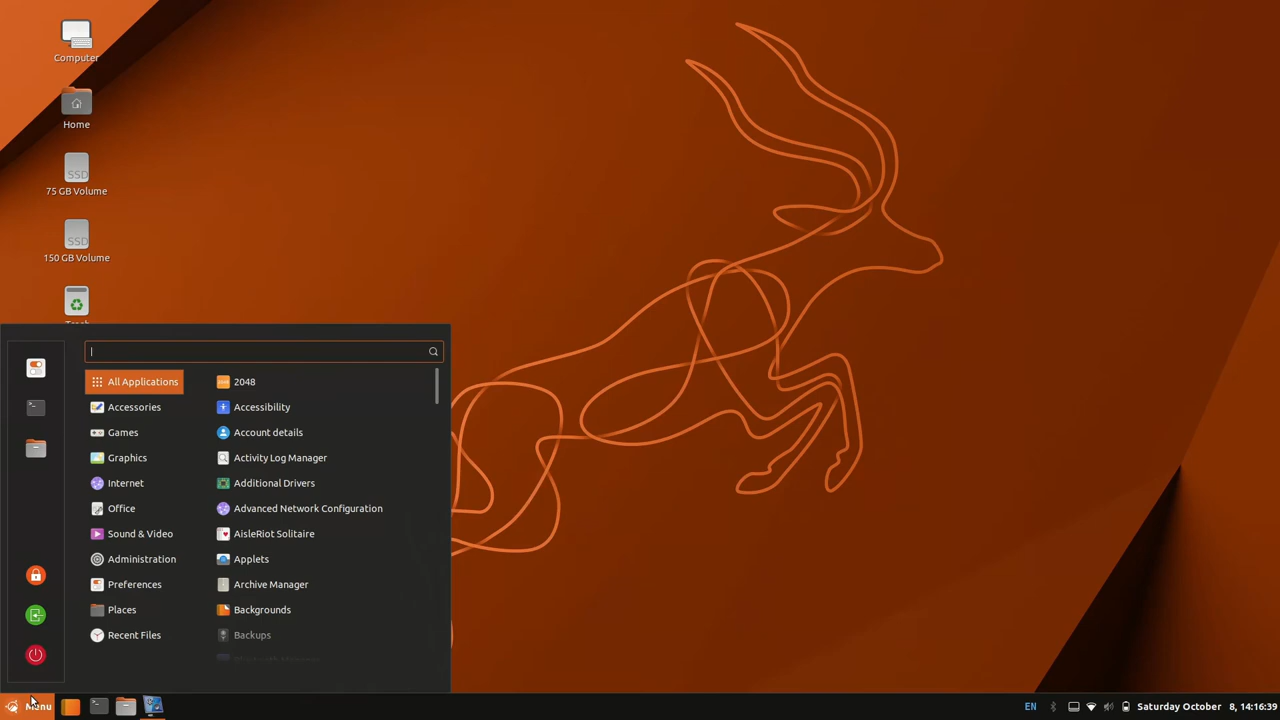 Computer
Home
SSD
75 GB Volume
SSD
150 GB Volume
All Applications
Accessories
Games
Graphics
Internet
Office
Sound & Video
Administration
Preferences
Places
Recent Files
2048
Accessibility
Account details
Activity Log Manager
Additional Drivers
Advanced Network Configuration
AisleRiot Solitaire
Applets
Archive Manager
Backgrounds
Backups
Menu
EN
Saturday October 8, 14:16:39